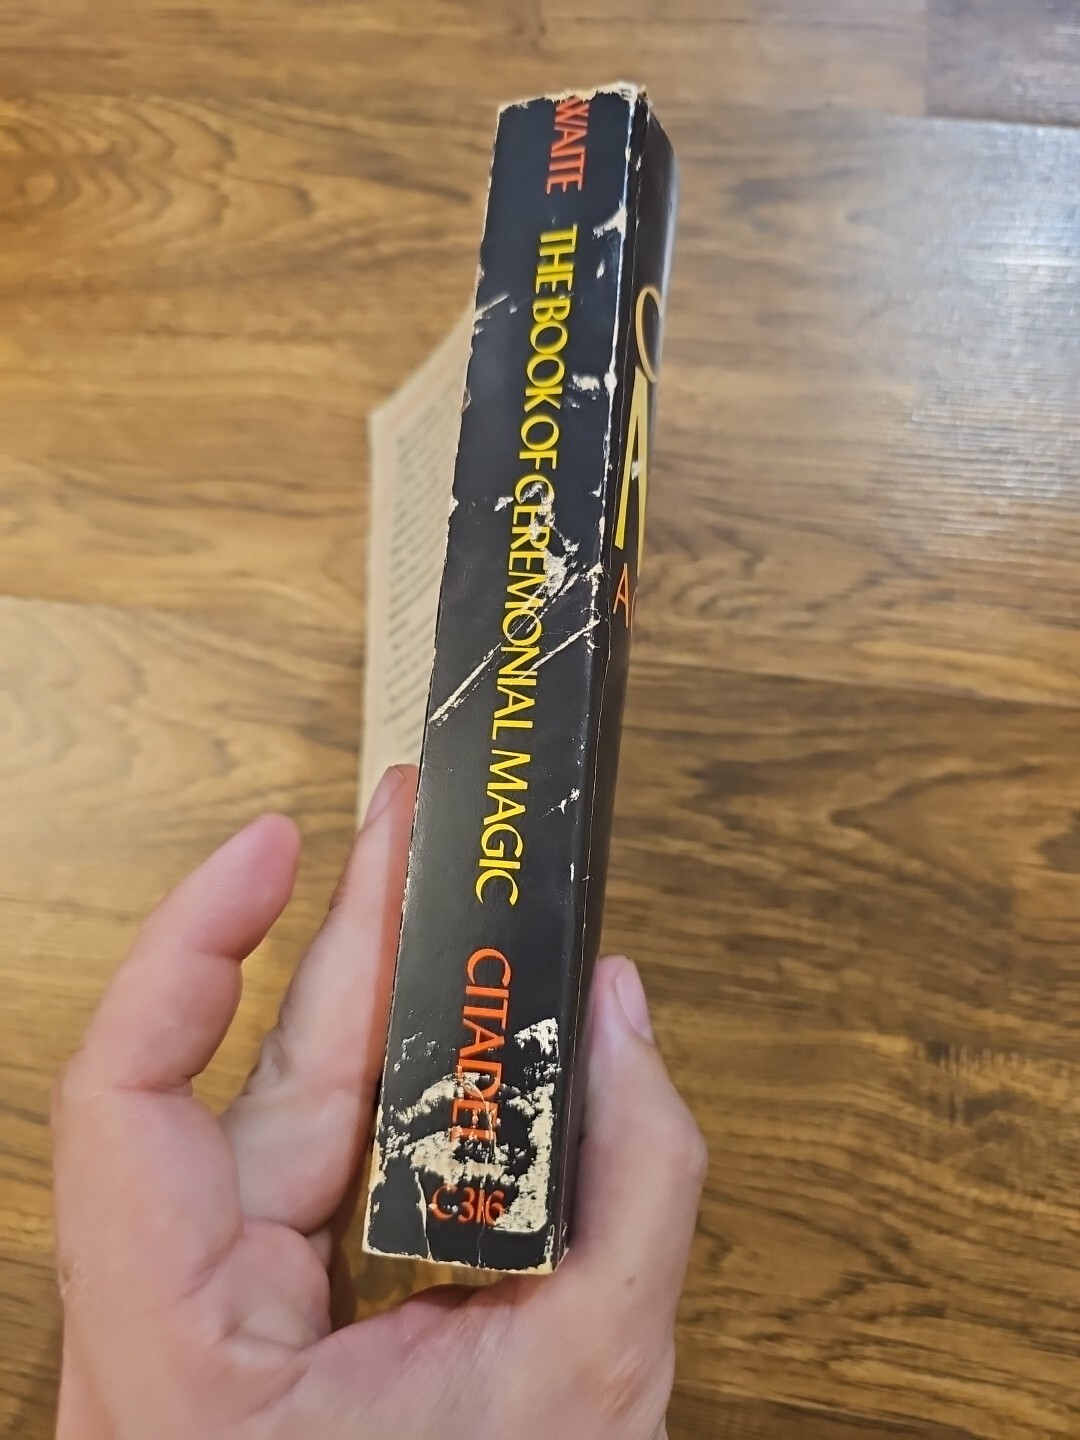 WAITE THE BOOK OF CEREMONIAL MAGIC CITADEL
C316
A